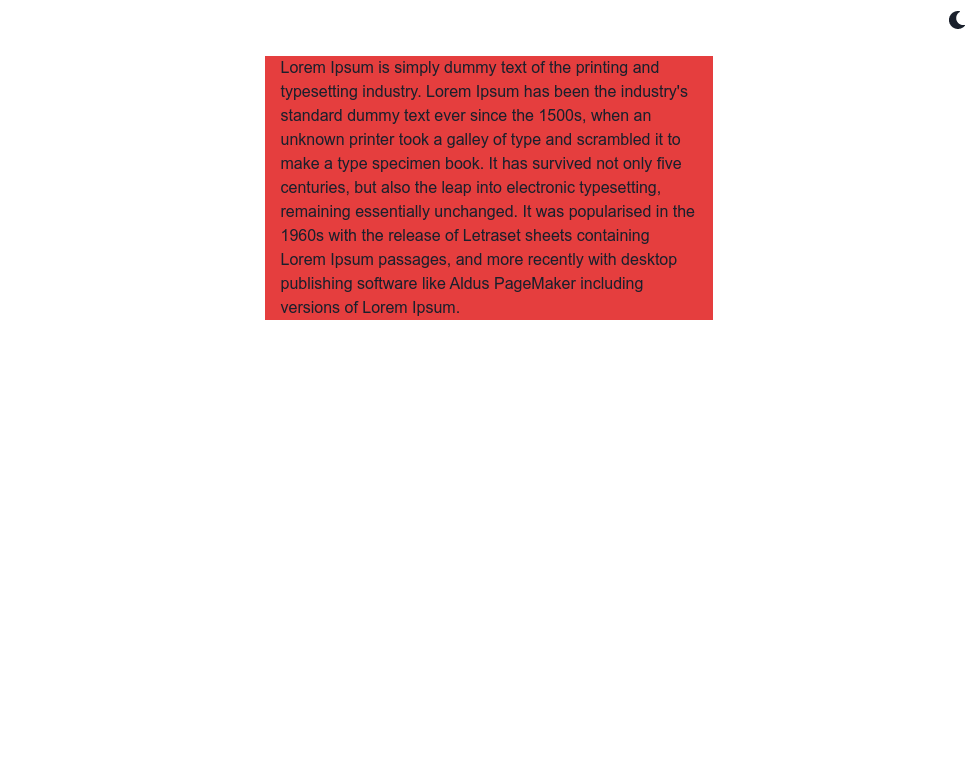 Lorem Ipsum is simply dummy text of the printing and
typesetting industry. Lorem Ipsum has been the industry's
standard dummy text ever since the 1500s, when an
unknown printer took a galley of type and scrambled it to
make a type specimen book. It has survived not only five
centuries, but also the leap into electronic typesetting,
remaining essentially unchanged. It was popularised in the
1960s with the release of Letraset sheets containing
Lorem Ipsum passages, and more recently with desktop
publishing software like Aldus PageMaker including
versions of Lorem Ipsum.